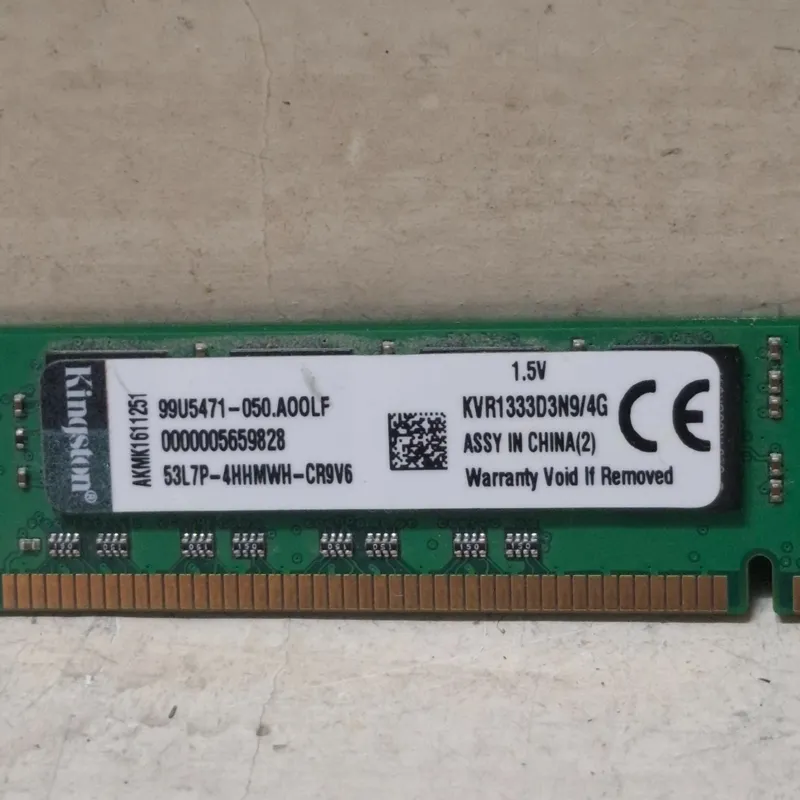 Kingston®
AKMK1611251
99U5471-050.A00LF
0000005659828
53L7P-4HHMWH-CR9V6
1.5V
KVR1333D3N9/4G
ASSY IN CHINA(2)
Warranty Void If Removed
CE